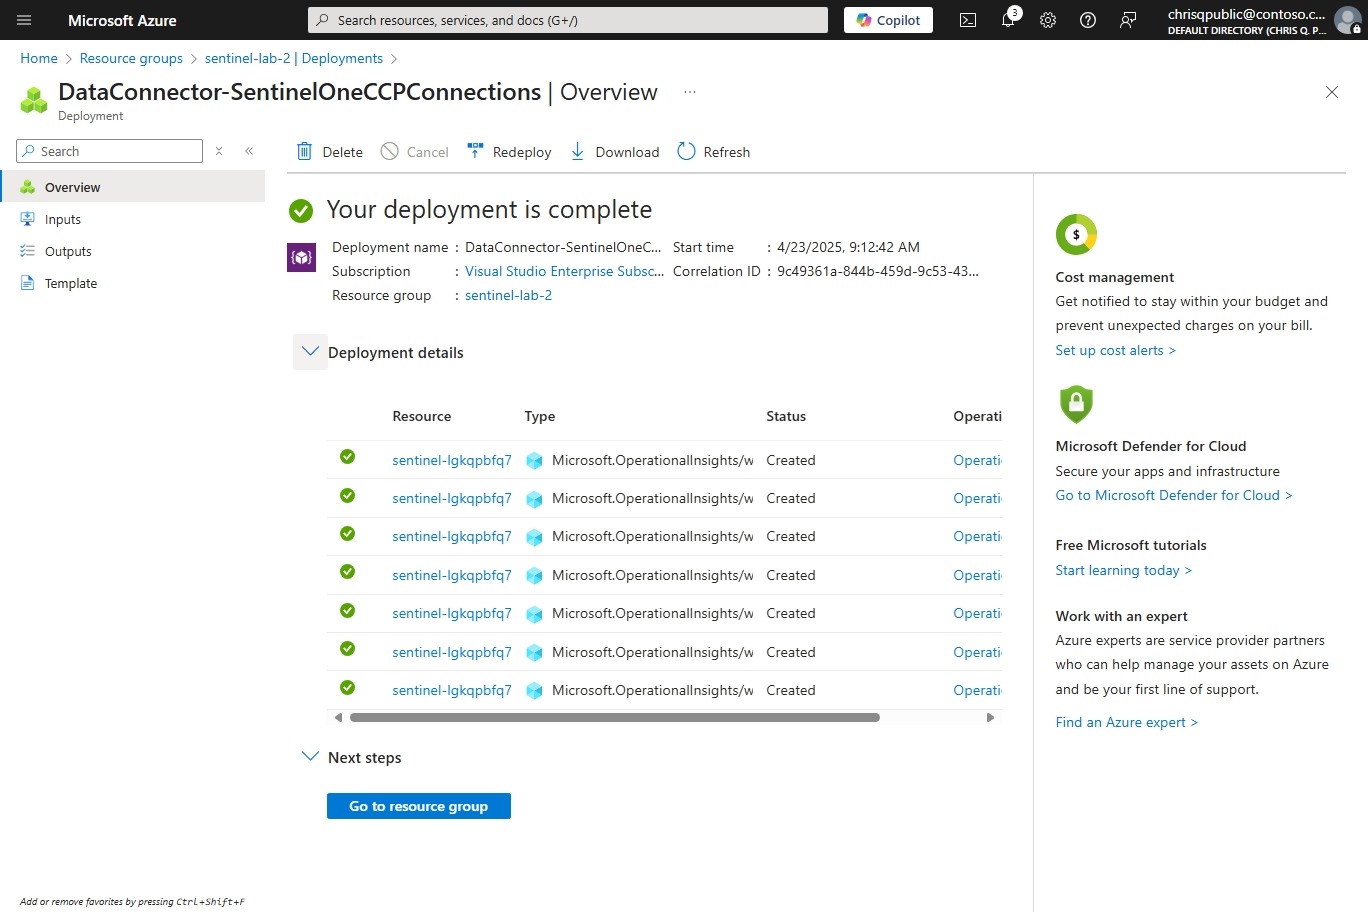 Microsoft Azure
Search resources, services, and docs (G+/)
Copilot
3
chrisqpublic@contoso.c...
DEFAULT DIRECTORY (CHRIS Q. P...
Home > Resource groups > sentinel-lab-2 | Deployments >
DataConnector-SentinelOneCCPConnections | Overview ...
Deployment
Search
Overview
Inputs
Outputs
Template
Delete Cancel Redeploy Download Refresh
Your deployment is complete
Deployment name : DataConnector-SentinelOneC... Start time : 4/23/2025, 9:12:42 AM
Subscription : Visual Studio Enterprise Subsc... Correlation ID : 9c49361a-844b-459d-9c53-43...
Resource group : sentinel-lab-2
Deployment details
Resource Type Status Operati
sentinel-lgkqpbfq7 Microsoft.OperationalInsights/w Created Operati
sentinel-lgkqpbfq7 Microsoft.OperationalInsights/w Created Operati
sentinel-lgkqpbfq7 Microsoft.OperationalInsights/w Created Operati
sentinel-lgkqpbfq7 Microsoft.OperationalInsights/w Created Operati
sentinel-lgkqpbfq7 Microsoft.OperationalInsights/w Created Operati
sentinel-lgkqpbfq7 Microsoft.OperationalInsights/w Created Operati
sentinel-lgkqpbfq7 Microsoft.OperationalInsights/w Created Operati
Next steps
Go to resource group
$
Cost management
Get notified to stay within your budget and
prevent unexpected charges on your bill.
Set up cost alerts >
Microsoft Defender for Cloud
Secure your apps and infrastructure
Go to Microsoft Defender for Cloud >
Free Microsoft tutorials
Start learning today >
Work with an expert
Azure experts are service provider partners
who can help manage your assets on Azure
and be your first line of support.
Find an Azure expert >
Add or remove favorites by pressing Ctrl+Shift+F